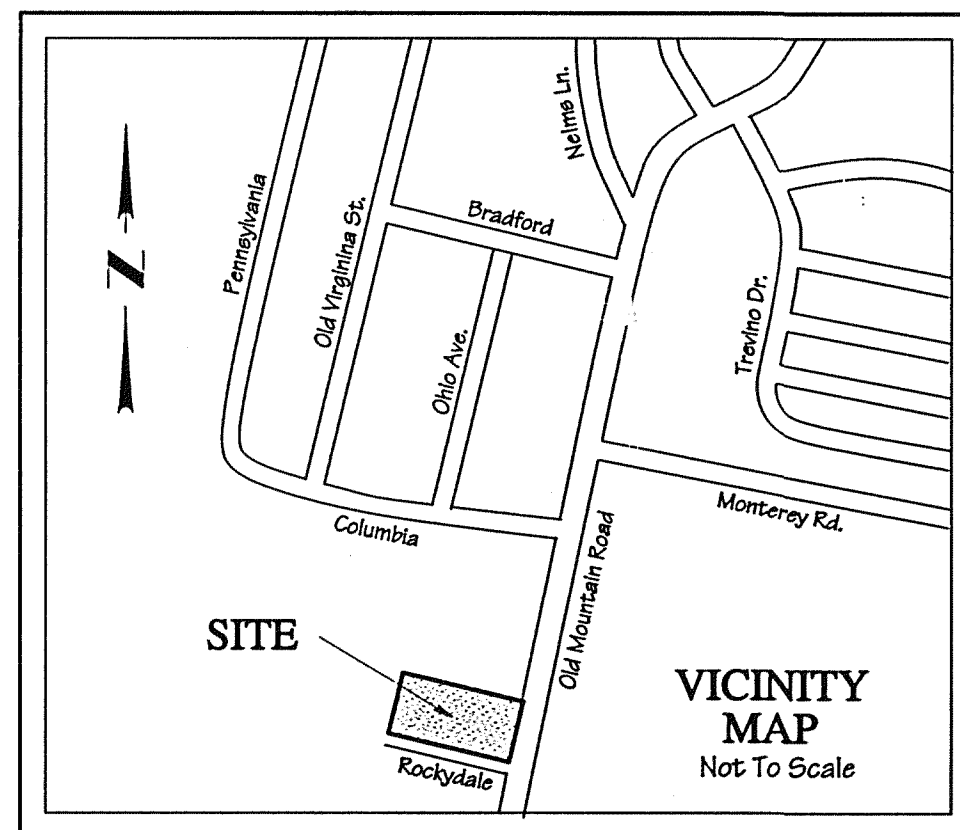 Nelms Ln.
Pennsylvania
Old Virginina St.
Bradford
N
Ohio Ave.
Trevino Dr.
Columbia
Monterey Rd.
Old Mountain Road
SITE
VICINITY
MAP
Not To Scale
Rockydale